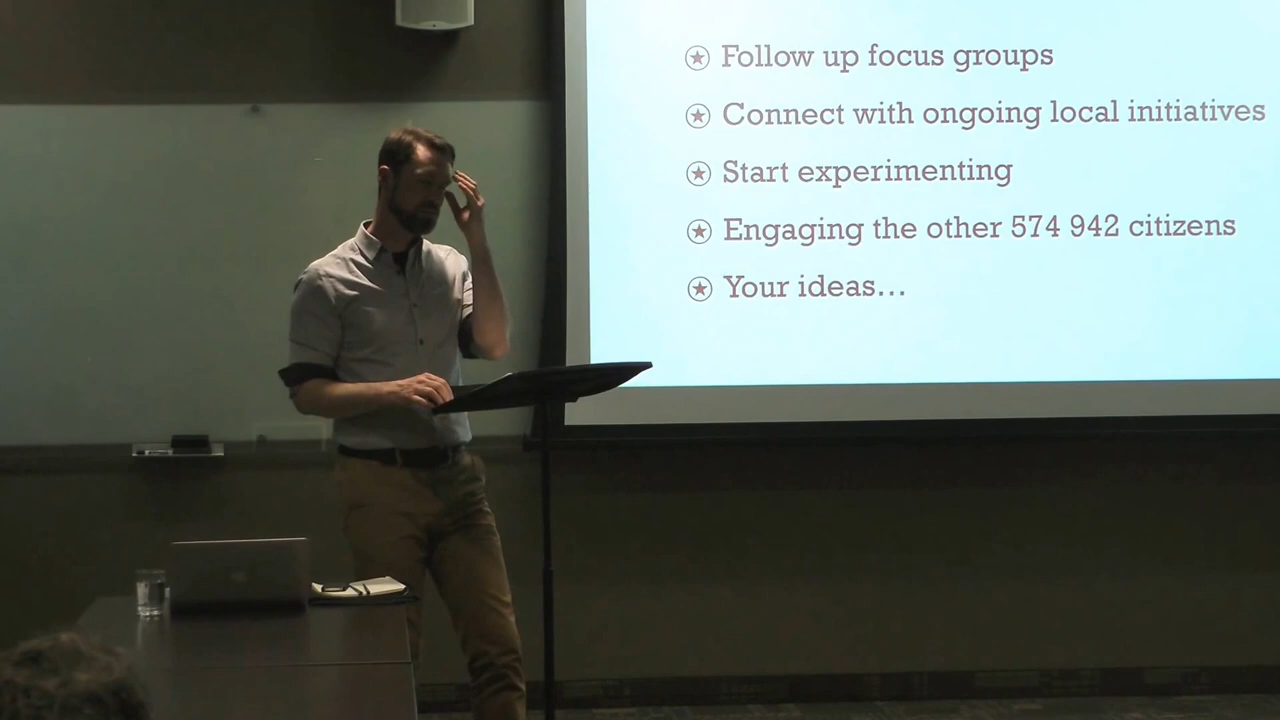 Follow up focus groups
Connect with ongoing local initiatives
Start experimenting
Engaging the other 574 942 citizens
Your ideas...